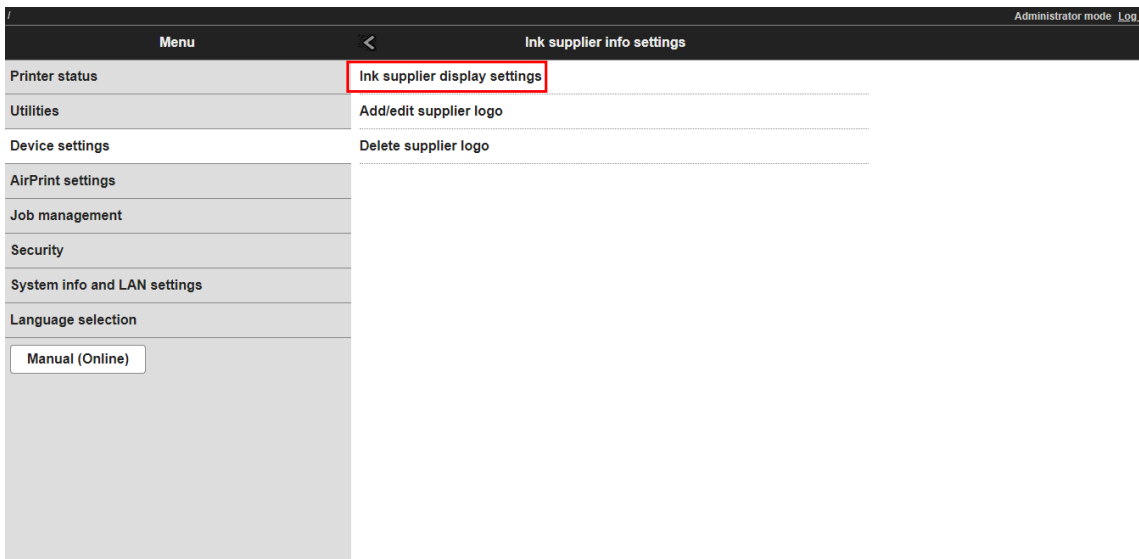 /
Administrator mode Log
Menu
< Ink supplier info settings
Printer status
Utilities
Device settings
AirPrint settings
Job management
Security
System info and LAN settings
Language selection
Manual (Online)
Ink supplier display settings
Add/edit supplier logo
Delete supplier logo